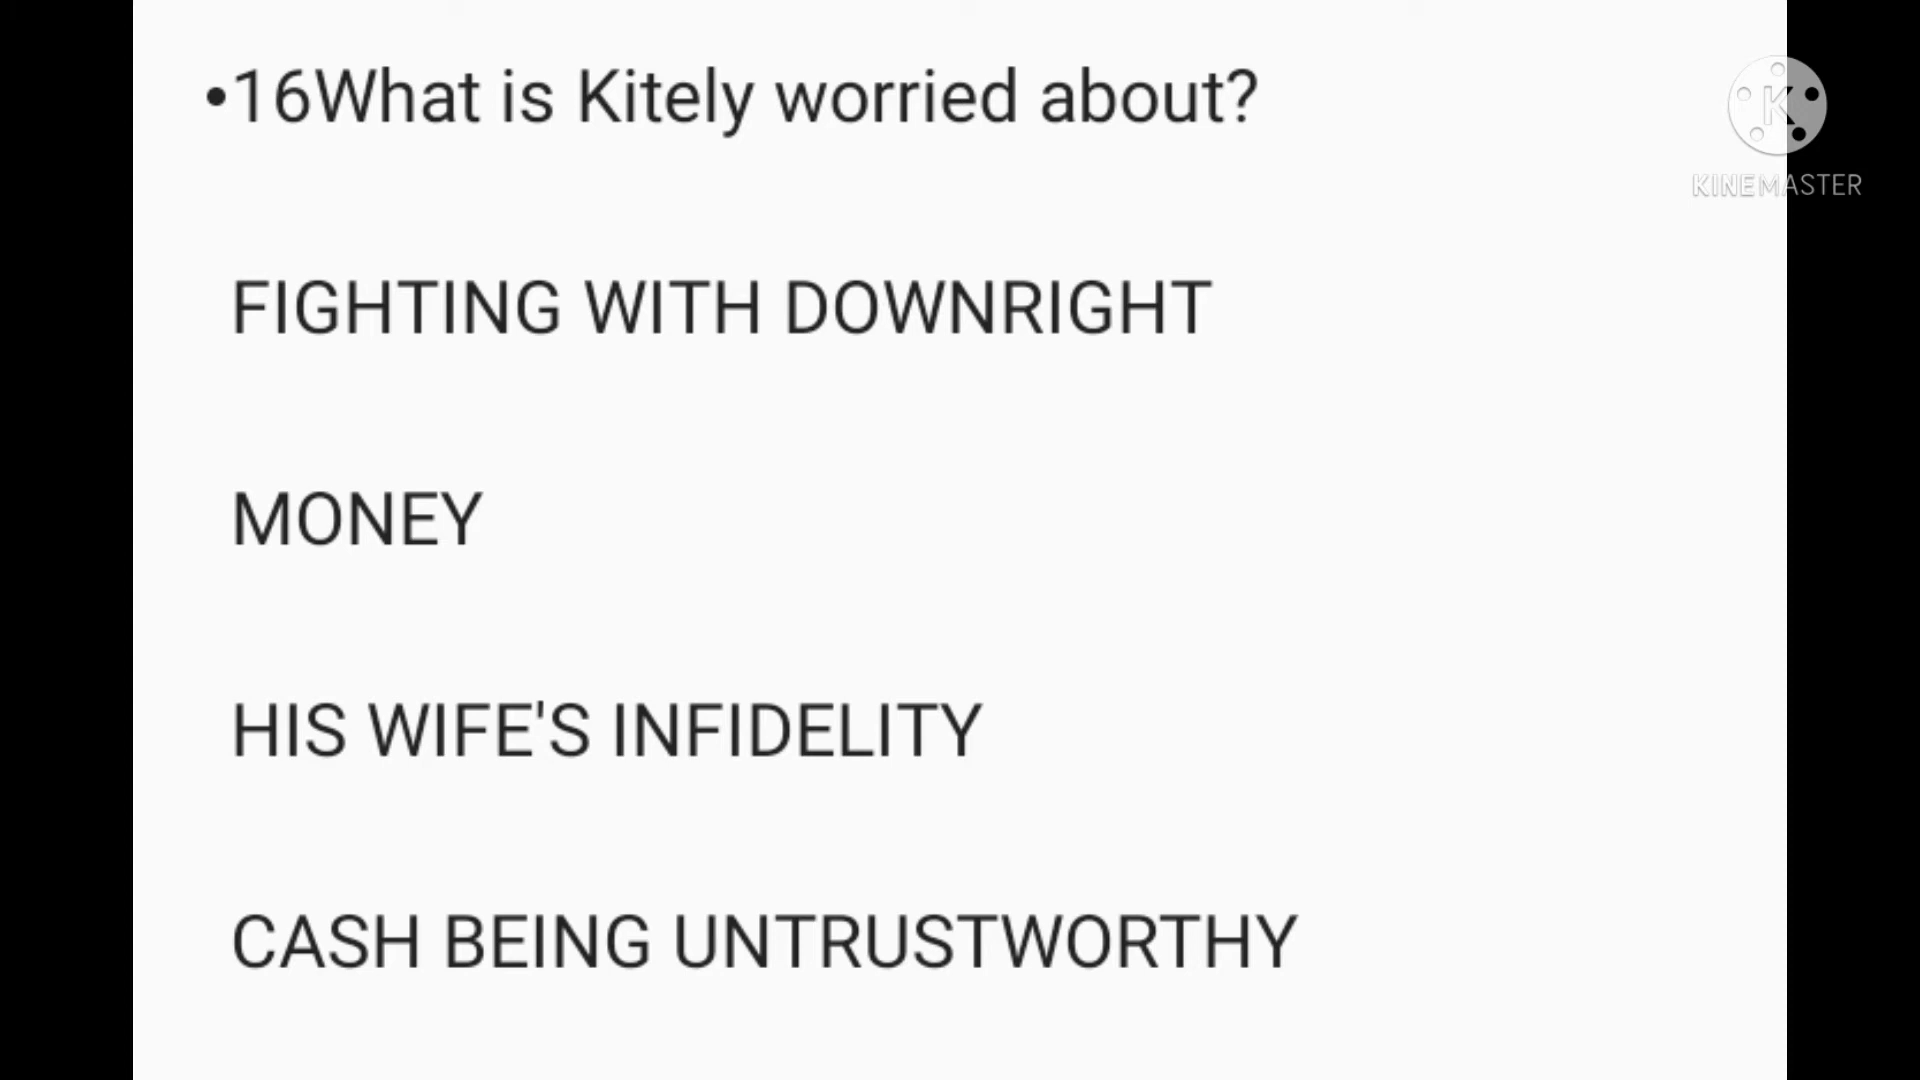 •16What is Kitely worried about?
K
KINEMASTER
FIGHTING WITH DOWNRIGHT
MONEY
HIS WIFE'S INFIDELITY
CASH BEING UNTRUSTWORTHY